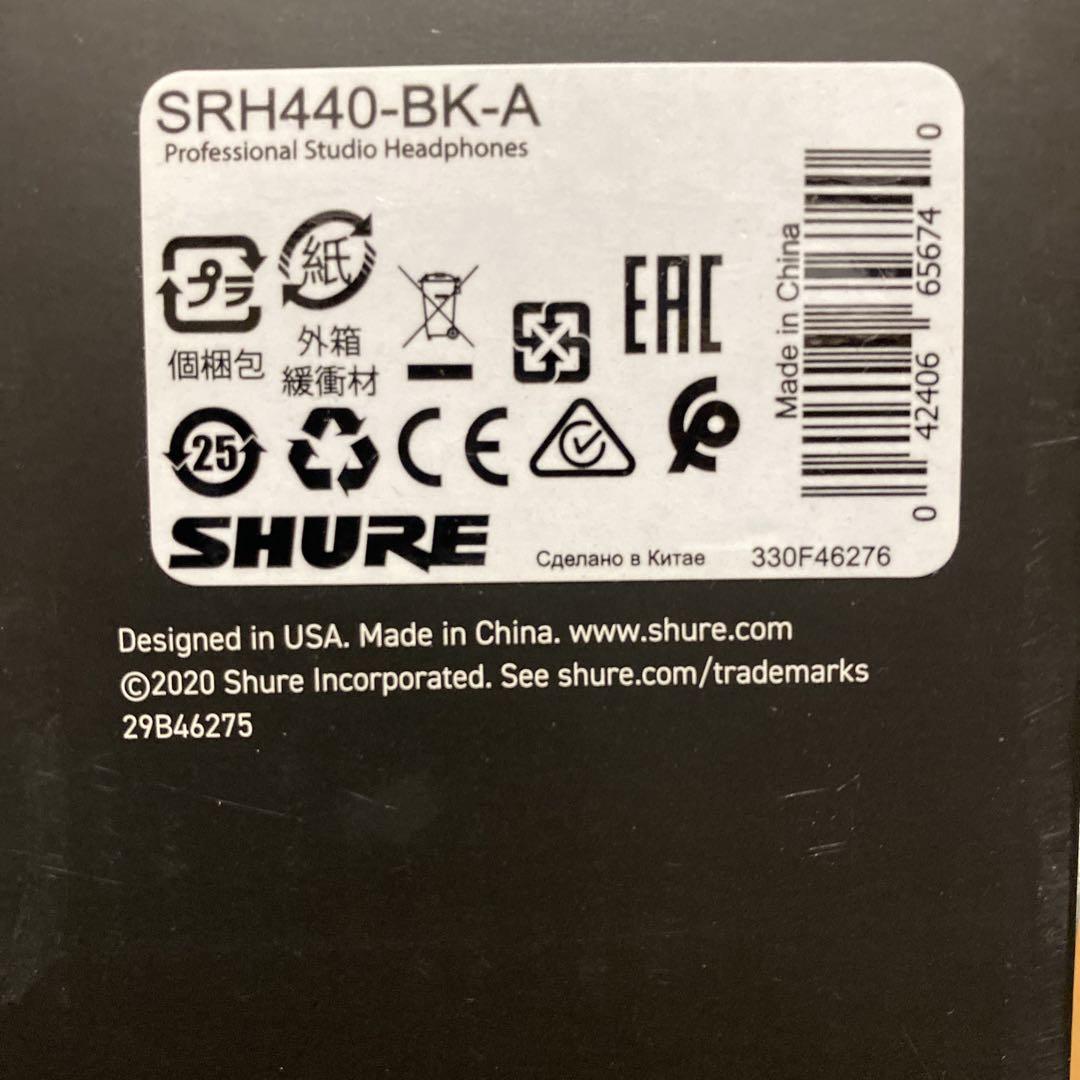 SRH440-BK-A
Professional Studio Headphones
プラ
個梱包
紙
外箱
緩衝材
EAC
25
CE
SHURE
Сделано в Китае
330F46276
Made in China
0 42406 65674 0
Designed in USA. Made in China. www.shure.com
©2020 Shure Incorporated. See shure.com/trademarks
29B46275